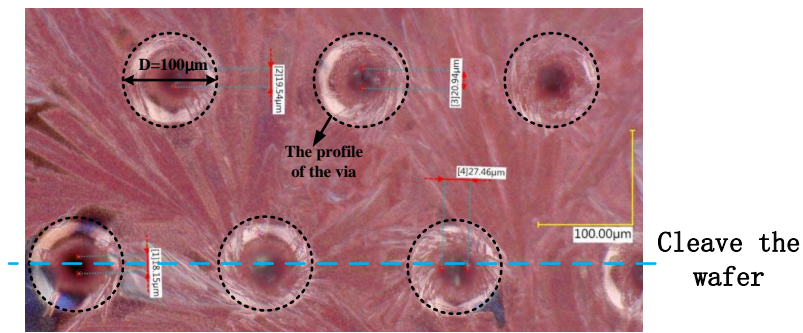 D=100μm
[2]19.54μm
[3]20.94μm
The profile
of the via
[4]27.46μm
100.00μm
[1]18.15μm
Cleave the
wafer